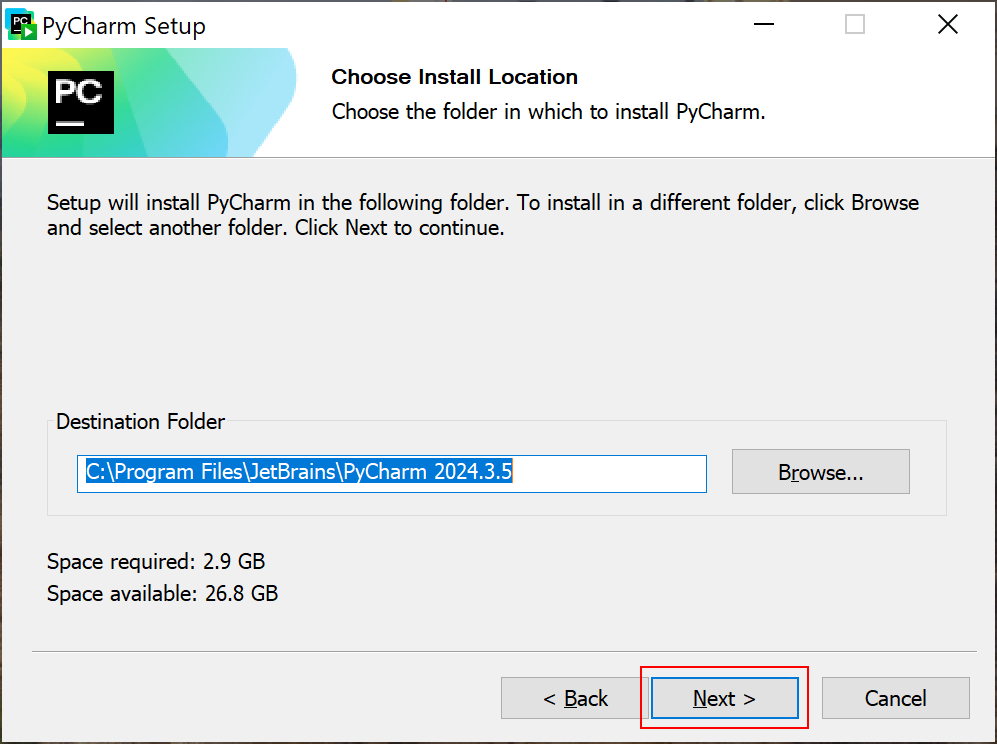 PC
PyCharm Setup
PC
Choose Install Location
Choose the folder in which to install PyCharm.
Setup will install PyCharm in the following folder. To install in a different folder, click Browse
and select another folder. Click Next to continue.
Destination Folder
C:\Program Files\JetBrains\PyCharm 2024.3.5
Browse...
Space required: 2.9 GB
Space available: 26.8 GB
< Back
Next >
Cancel